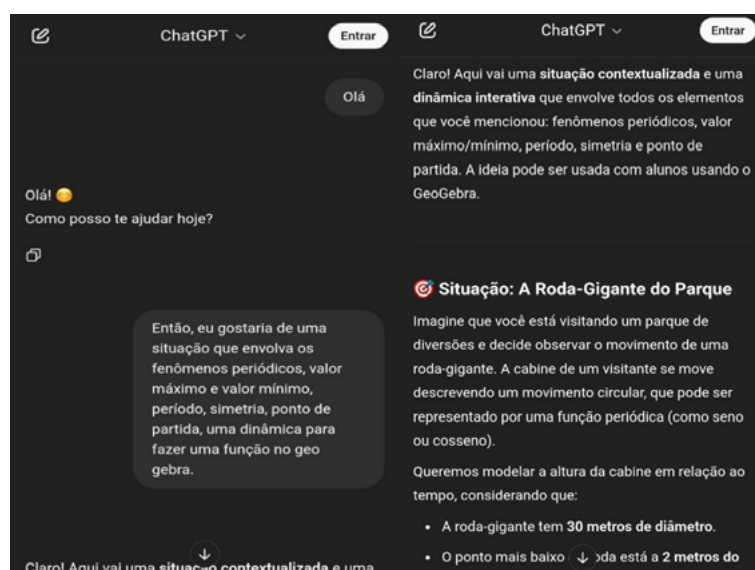 ChatGPT
Entrar
Olá
Olá! 😊
Como posso te ajudar hoje?
Então, eu gostaria de uma
situação que envolva os
fenômenos periódicos, valor
máximo e valor mínimo,
período, simetria, ponto de
partida, uma dinâmica para
fazer uma função no geo
gebra.
Claro! Aqui vai uma situação contextualizada e uma
ChatGPT
Entrar
Claro! Aqui vai uma situação contextualizada e uma
dinâmica interativa que envolve todos os elementos
que você mencionou: fenômenos periódicos, valor
máximo/mínimo, período, simetria e ponto de
partida. A ideia pode ser usada com alunos usando o
GeoGebra.
🎯 Situação: A Roda-Gigante do Parque
Imagine que você está visitando um parque de
diversões e decide observar o movimento de uma
roda-gigante. A cabine de um visitante se move
descrevendo um movimento circular, que pode ser
representado por uma função periódica (como seno
ou cosseno).
Queremos modelar a altura da cabine em relação ao
tempo, considerando que:
• A roda-gigante tem 30 metros de diâmetro.
• O ponto mais baixo oda está a 2 metros do